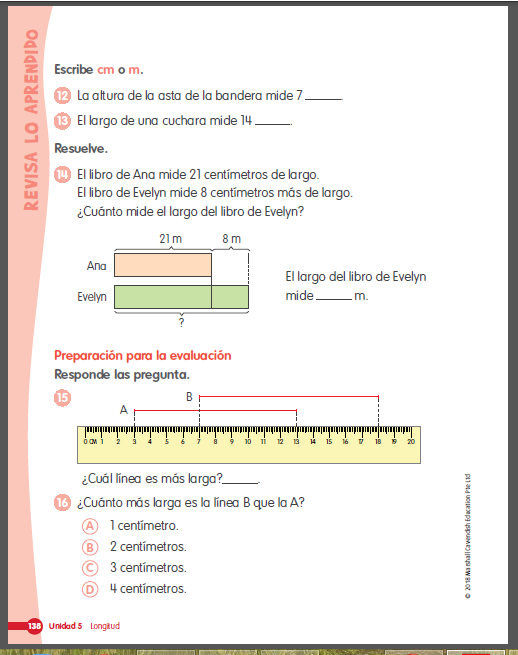 REVISA LO APRENDIDO
Escribe cm o m.
12 La altura de la asta de la bandera mide 7 ______.
13 El largo de una cuchara mide 14 ______.
Resuelve.
14 El libro de Ana mide 21 centímetros de largo.
El libro de Evelyn mide 8 centímetros más de largo.
¿Cuánto mide el largo del libro de Evelyn?
21 m 8 m
Ana
Evelyn
?
El largo del libro de Evelyn
mide ______ m.
Preparación para la evaluación
Responde las pregunta.
15
B
A
0 CM 1 2 3 4 5 6 7 8 9 10 11 12 13 14 15 16 17 18 19 20
¿Cuál línea es más larga?______.
16 ¿Cuánto más larga es la línea B que la A?
A 1 centímetro.
B 2 centímetros.
C 3 centímetros.
D 4 centímetros.
© 2018 Marshall Cavendish Education Pte Ltd
138 Unidad 5 Longitud